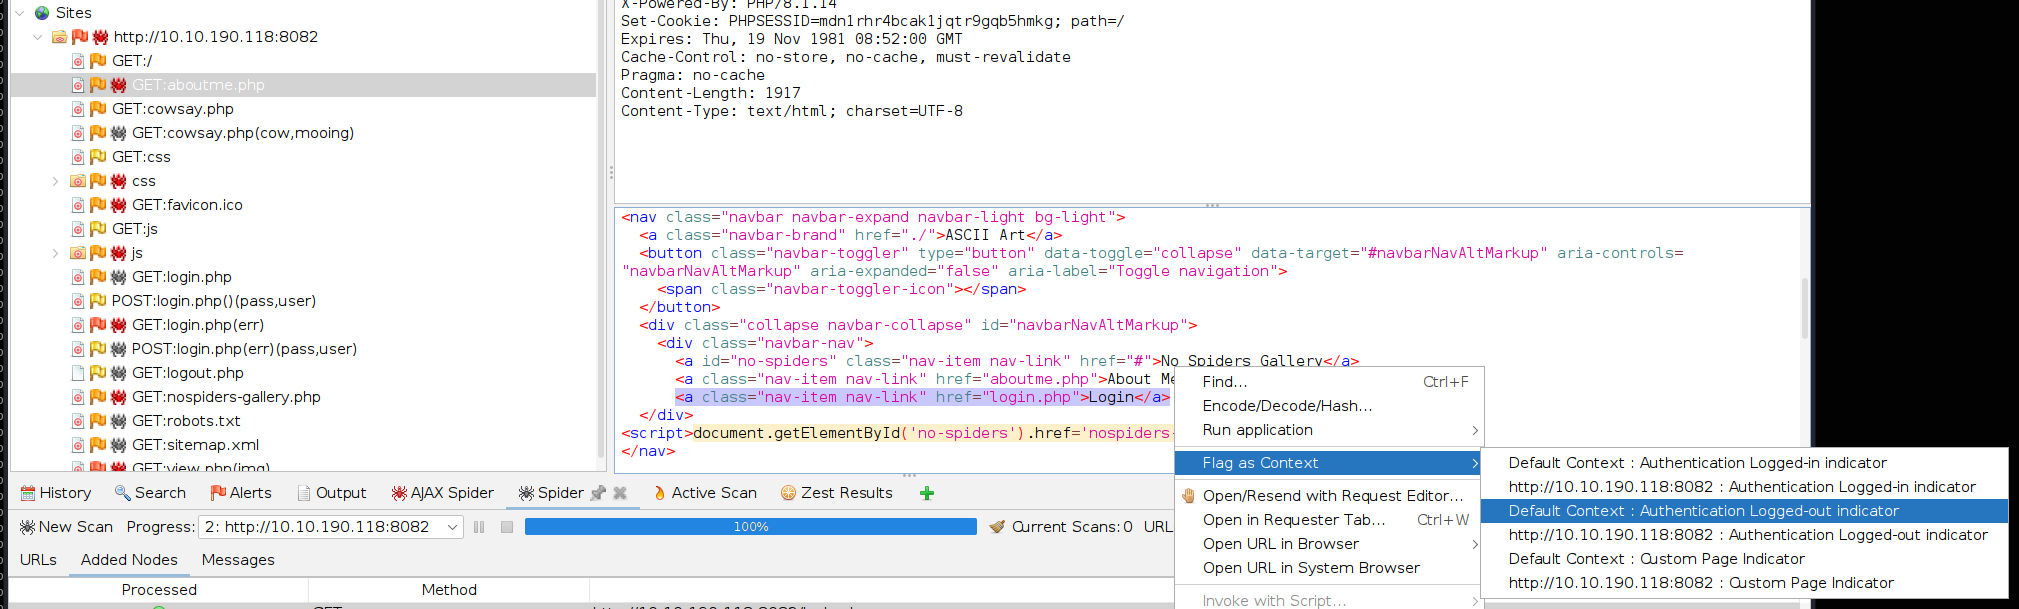 Sites
http://10.10.190.118:8082
GET:/
GET:aboutme.php
GET:cowsay.php
GET:cowsay.php(cow,mooing)
GET:css
css
GET:favicon.ico
GET:js
js
GET:login.php
POST:login.php()(pass,user)
GET:login.php(err)
POST:login.php(err)(pass,user)
GET:logout.php
GET:nospiders-gallery.php
GET:robots.txt
GET:sitemap.xml
GET:view.php(img)
X-Powered-By: PHP/8.1.14
Set-Cookie: PHPSESSID=mdn1rhr4bcak1jqtr9gqb5hmkg; path=/
Expires: Thu, 19 Nov 1981 08:52:00 GMT
Cache-Control: no-store, no-cache, must-revalidate
Pragma: no-cache
Content-Length: 1917
Content-Type: text/html; charset=UTF-8
<nav class="navbar navbar-expand navbar-light bg-light">
<a class="navbar-brand" href="./">ASCII Art</a>
<button class="navbar-toggler" type="button" data-toggle="collapse" data-target="#navbarNavAltMarkup" aria-controls=
"navbarNavAltMarkup" aria-expanded="false" aria-label="Toggle navigation">
<span class="navbar-toggler-icon"></span>
</button>
<div class="collapse navbar-collapse" id="navbarNavAltMarkup">
<div class="navbar-nav">
<a id="no-spiders" class="nav-item nav-link" href="#">No Spiders Gallery</a>
<a class="nav-item nav-link" href="aboutme.php">About Me
<a class="nav-item nav-link" href="login.php">Login</a>
</div>
<script>document.getElementById('no-spiders').href='nospiders-
</nav>
Find... Ctrl+F
Encode/Decode/Hash...
Run application
Flag as Context
Open/Resend with Request Editor...
Open in Requester Tab... Ctrl+W
Open URL in Browser
Open URL in System Browser
Invoke with Script...
Default Context : Authentication Logged-in indicator
http://10.10.190.118:8082 : Authentication Logged-in indicator
Default Context : Authentication Logged-out indicator
http://10.10.190.118:8082 : Authentication Logged-out indicator
Default Context : Custom Page Indicator
http://10.10.190.118:8082 : Custom Page Indicator
History Search Alerts Output AJAX Spider Spider Active Scan Zest Results
New Scan Progress: 2: http://10.10.190.118:8082 100% Current Scans: 0 URL
URLs Added Nodes Messages
Processed Method
GET